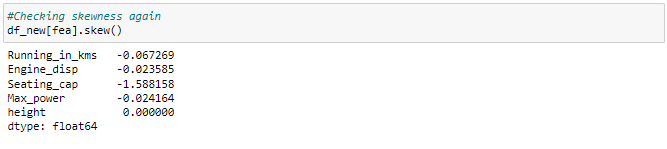 #Checking skewness again
df_new[fea].skew()
Running_in_kms -0.067269
Engine_disp -0.023585
Seating_cap -1.588158
Max_power -0.024164
height 0.000000
dtype: float64